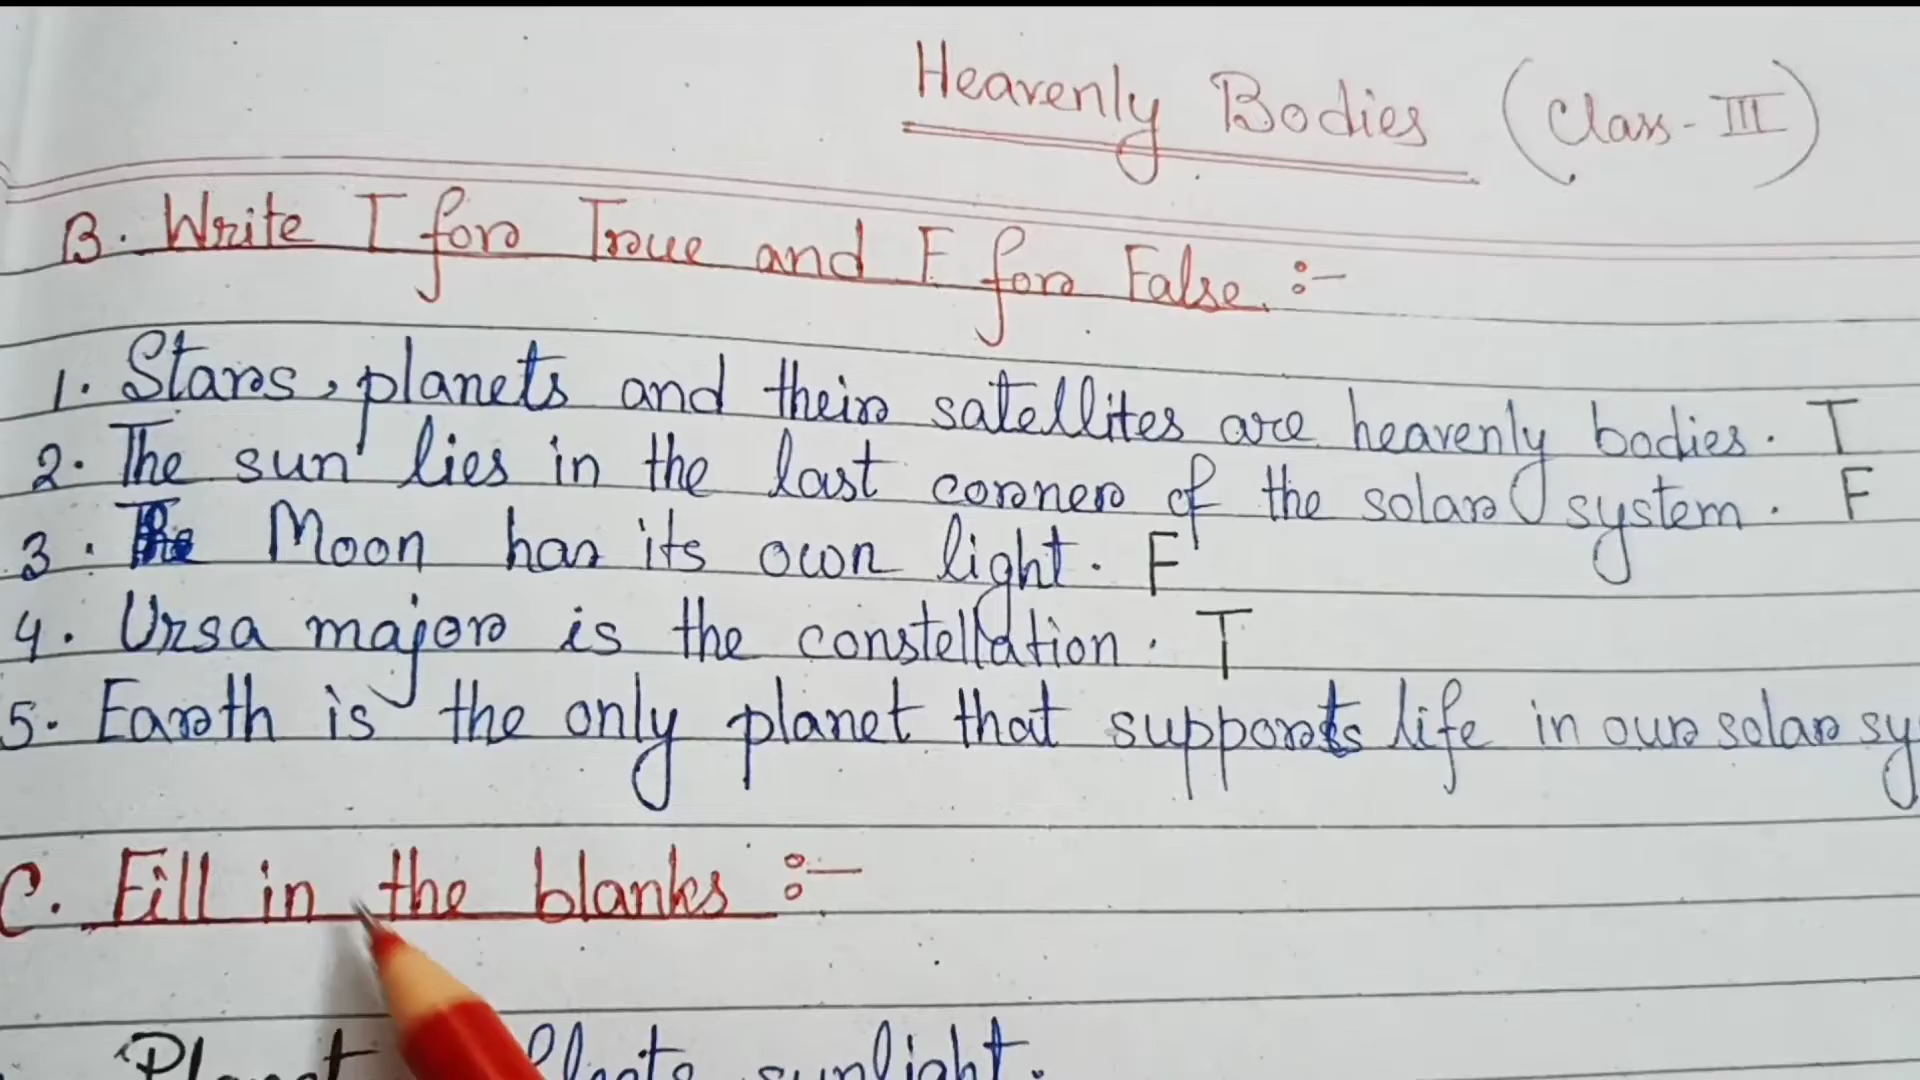 Heavenly Bodies (Class - III)
B. Write T for True and F for False :-
1. Stars, planets and their satellites are heavenly bodies. T
2. The sun lies in the last corner of the solar system. F
3. The Moon has its own light. F
4. Ursa major is the constellation. T
5. Earth is the only planet that supports life in our solar sy
C. Fill in the blanks :-
Planet sunlight.